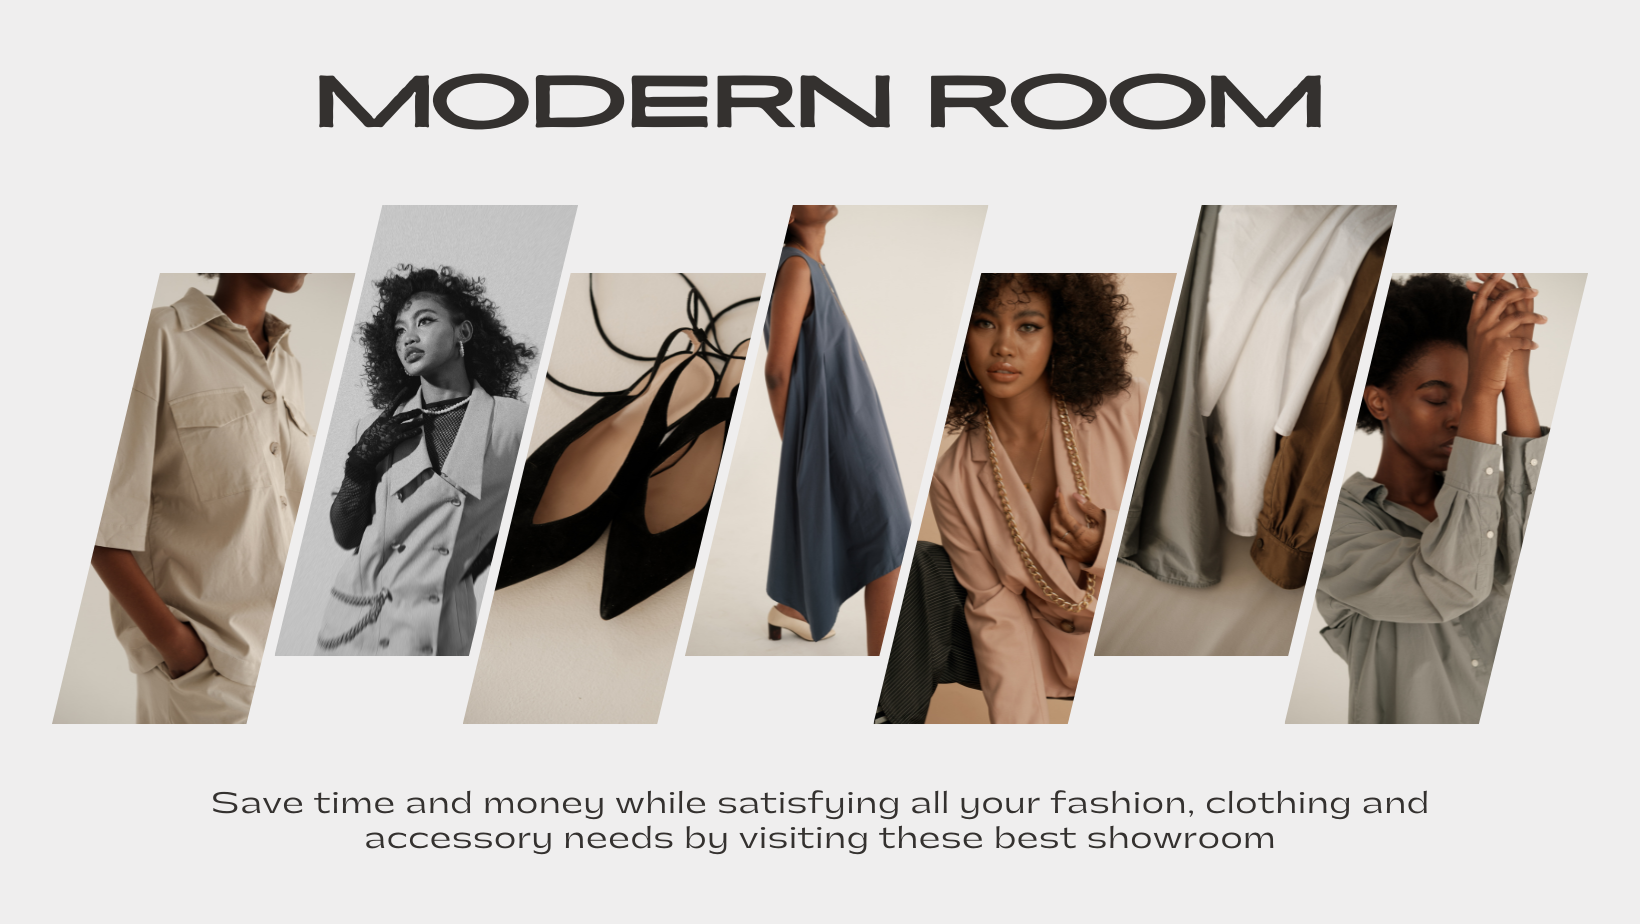 MODERN ROOM
Save time and money while satisfying all your fashion, clothing and
accessory needs by visiting these best showroom